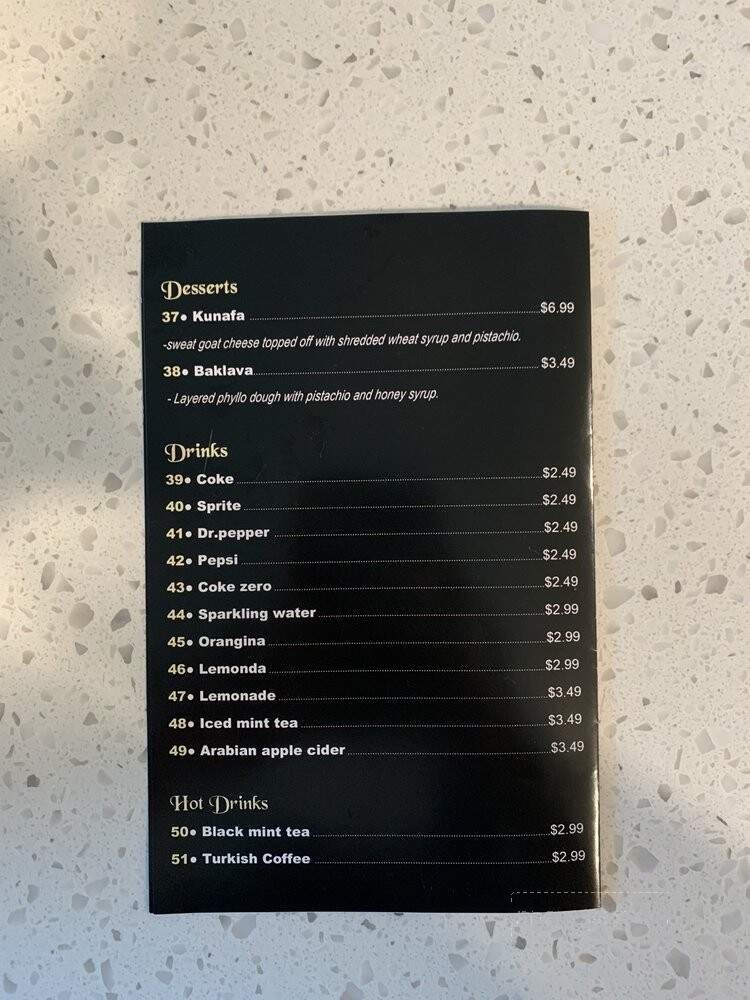 Desserts
37• Kunafa ........ $6.99
-sweat goat cheese topped off with shredded wheat syrup and pistachio.
38• Baklava ........ $3.49
- Layered phyllo dough with pistachio and honey syrup.
Drinks
39• Coke ........ $2.49
40• Sprite ........ $2.49
41• Dr.pepper ........ $2.49
42• Pepsi ........ $2.49
43• Coke zero ........ $2.49
44• Sparkling water ........ $2.99
45• Orangina ........ $2.99
46• Lemonda ........ $2.99
47• Lemonade ........ $3.49
48• Iced mint tea ........ $3.49
49• Arabian apple cider ........ $3.49
Hot Drinks
50• Black mint tea ........ $2.99
51• Turkish Coffee ........ $2.99